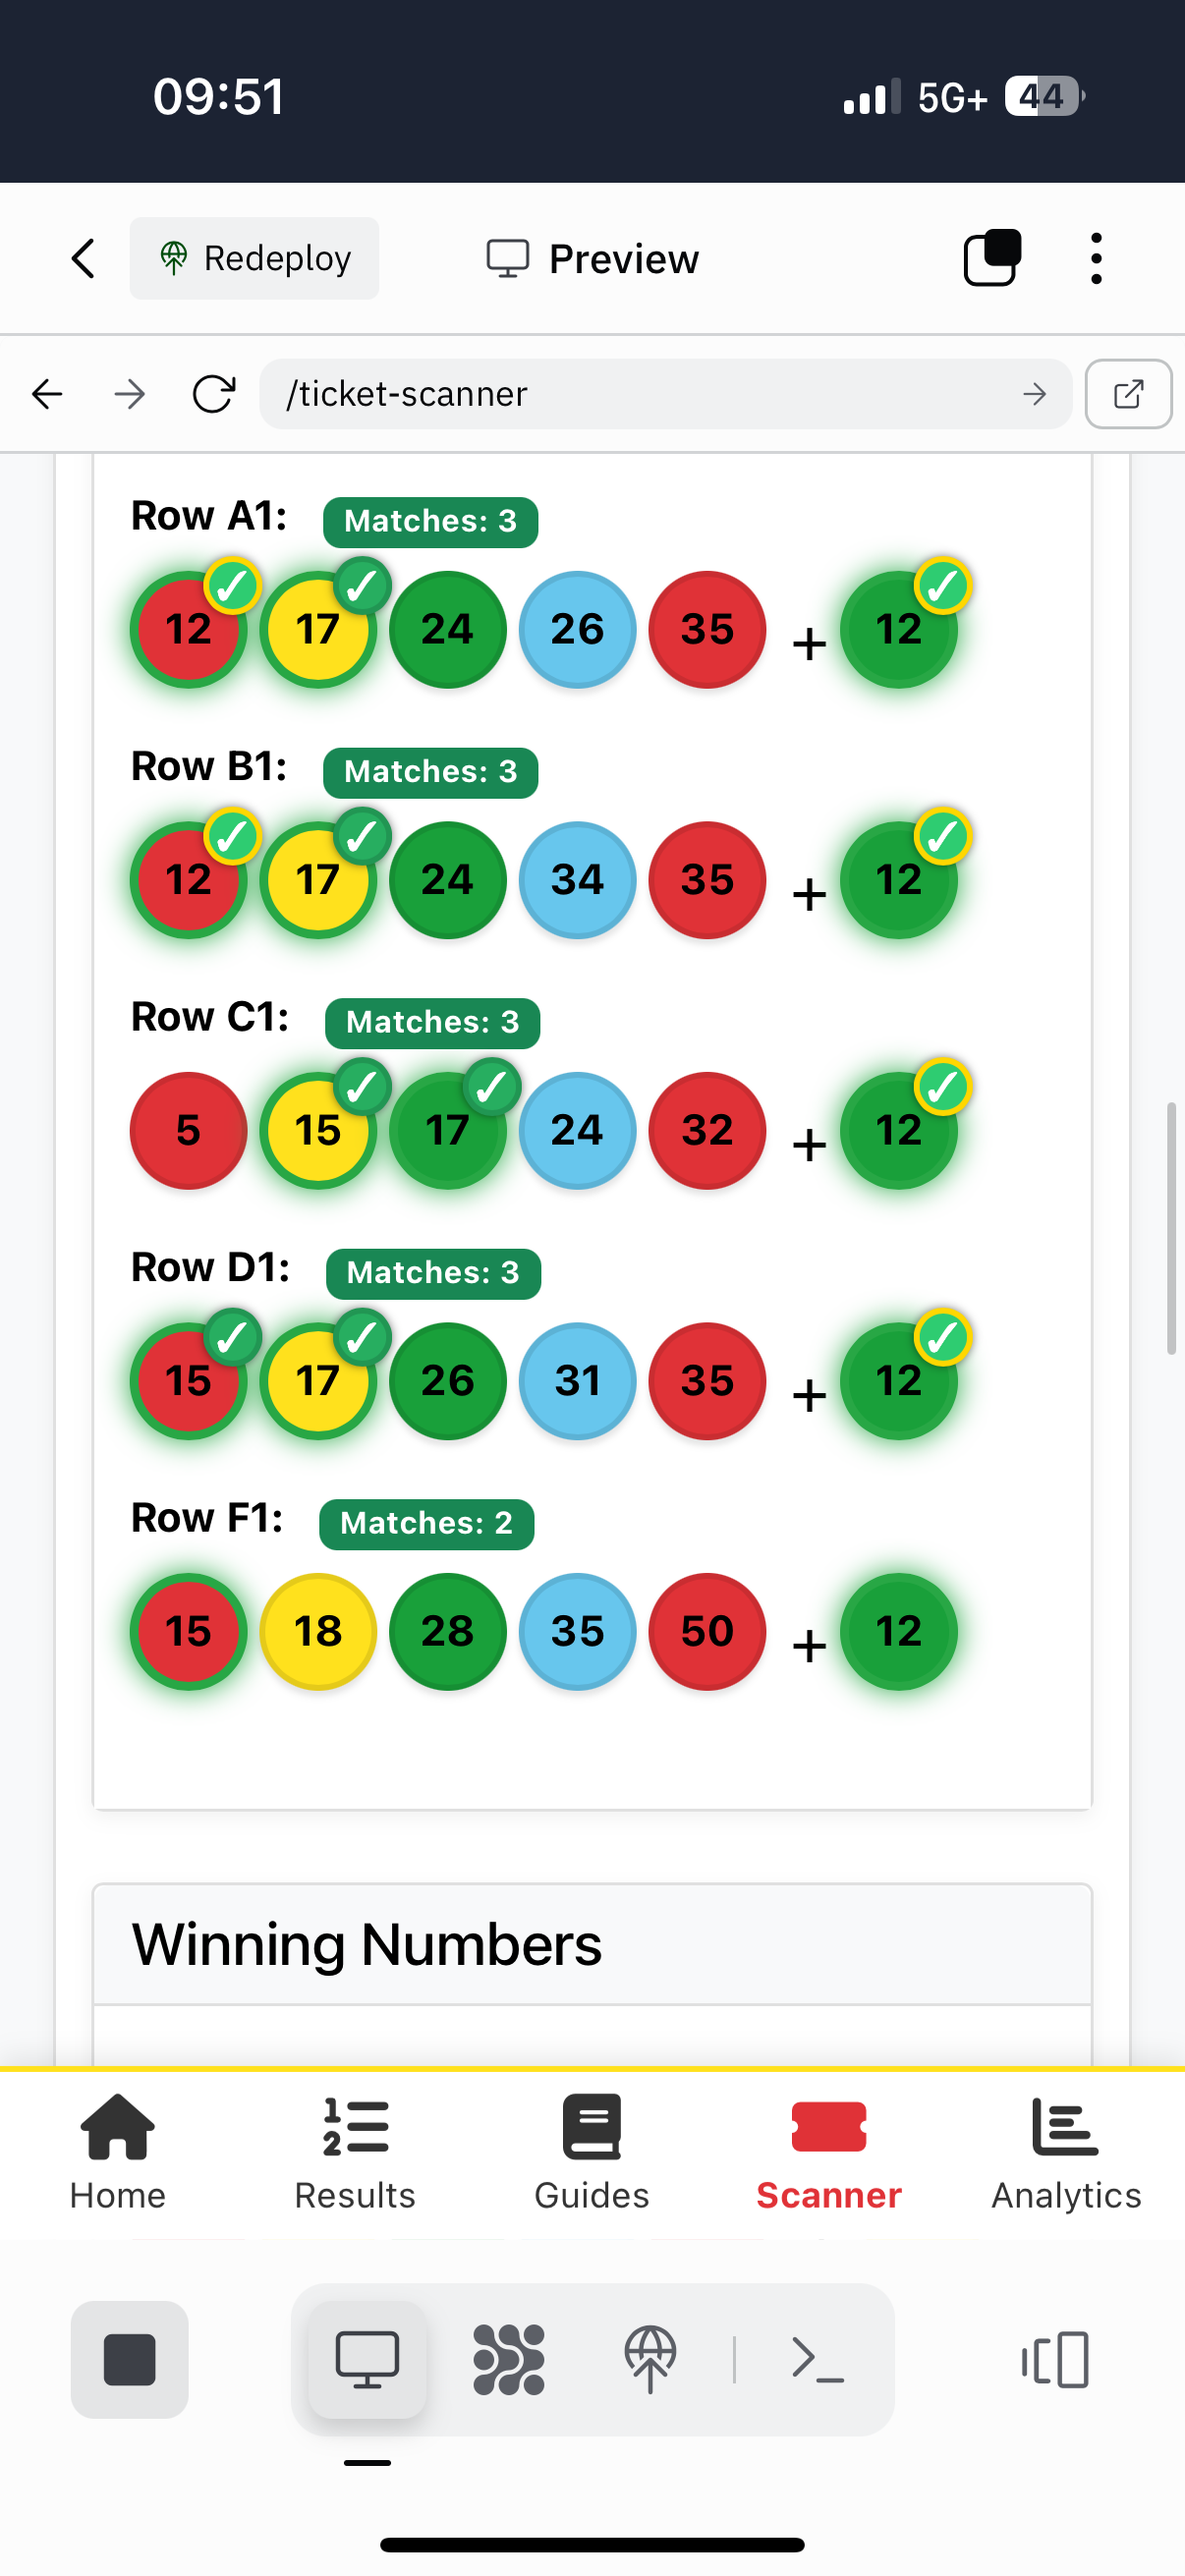 09:51 5G+ 44
Redeploy Preview
/ticket-scanner
Row A1: Matches: 3
12 17 24 26 35 + 12
Row B1: Matches: 3
12 17 24 34 35 + 12
Row C1: Matches: 3
5 15 17 24 32 + 12
Row D1: Matches: 3
15 17 26 31 35 + 12
Row F1: Matches: 2
15 18 28 35 50 + 12
Winning Numbers
Home Results Guides Scanner Analytics